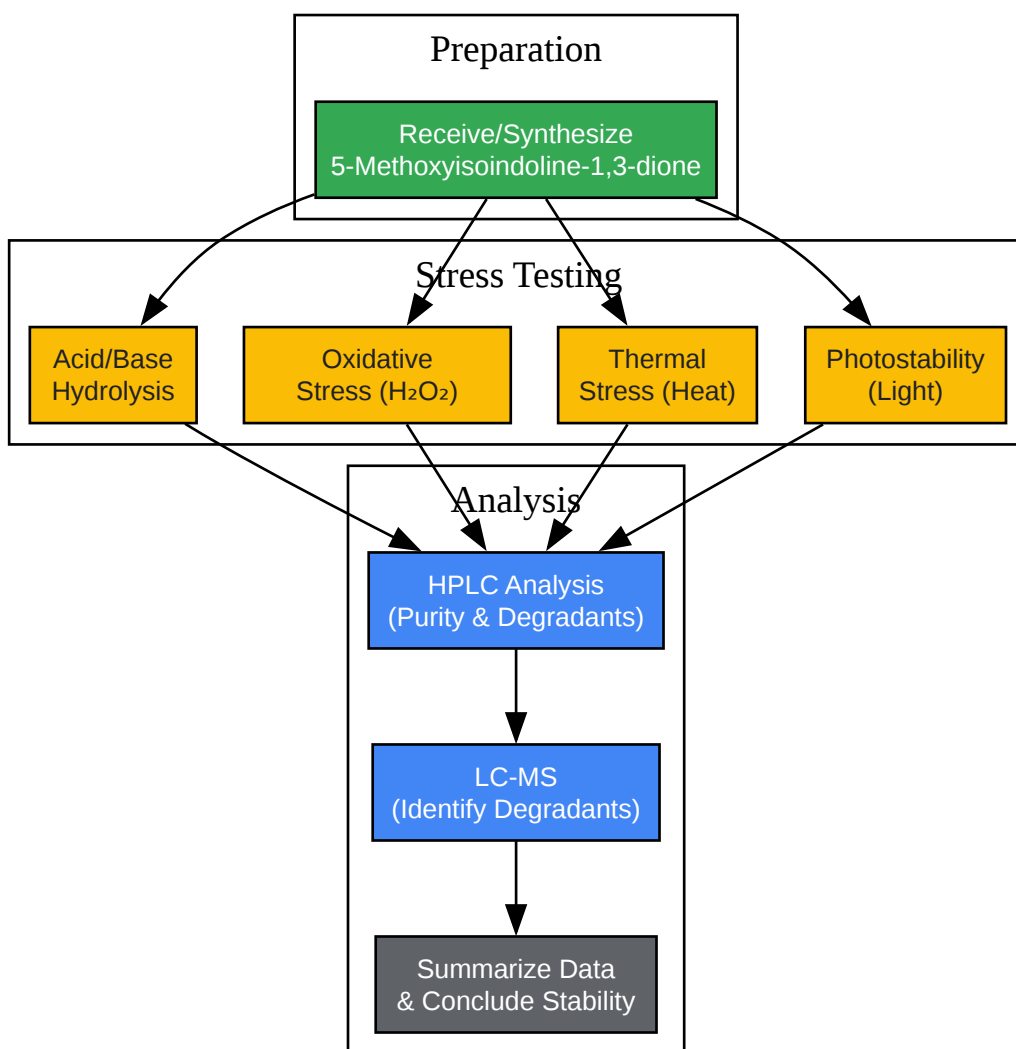 Preparation
Receive/Synthesize
5-Methoxyisoindoline-1,3-dione
Stress Testing
Acid/Base
Hydrolysis
Oxidative
Stress (H₂O₂)
Thermal
Stress (Heat)
Photostability
(Light)
Analysis
HPLC Analysis
(Purity & Degradants)
LC-MS
(Identify Degradants)
Summarize Data
& Conclude Stability